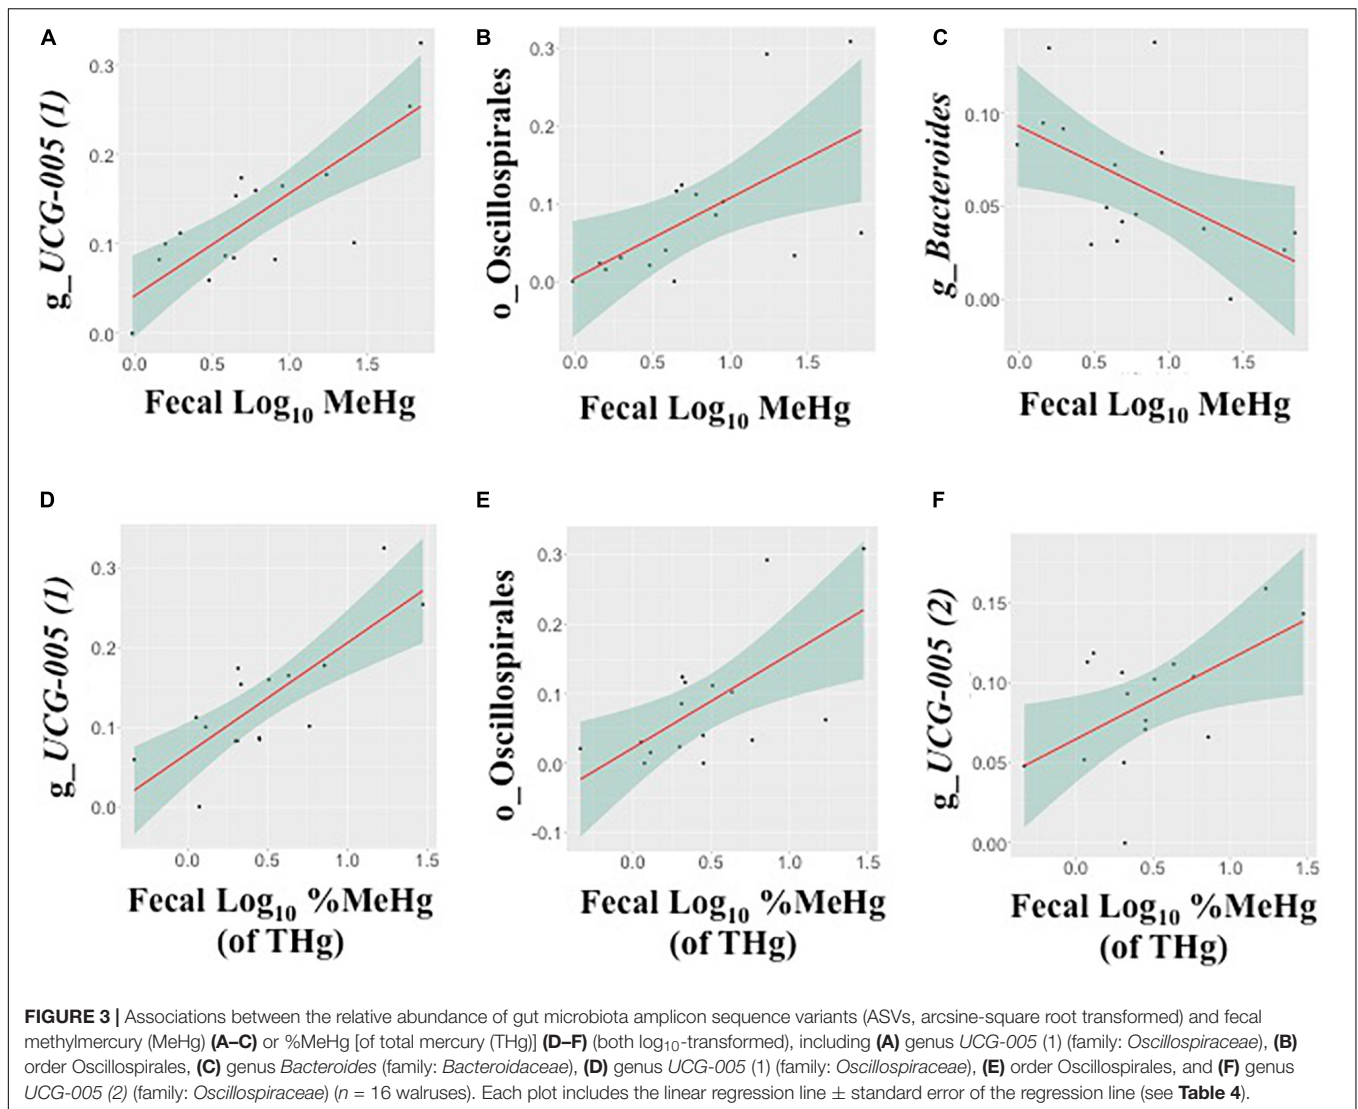 A
g_UCG-005 (1)
0.3
0.2
0.1
0.0
0.0 0.5 1.0 1.5
Fecal Log10 MeHg
B
o_Oscillospirales
0.3
0.2
0.1
0.0
0.0 0.5 1.0 1.5
Fecal Log10 MeHg
C
g_Bacteroides
0.10
0.05
0.00
0.0 0.5 1.0 1.5
Fecal Log10 MeHg
D
g_UCG-005 (1)
0.3
0.2
0.1
0.0
0.0 0.5 1.0 1.5
Fecal Log10 %MeHg
(of THg)
E
o_Oscillospirales
0.3
0.2
0.1
0.0
-0.1
0.0 0.5 1.0 1.5
Fecal Log10 %MeHg
(of THg)
F
g_UCG-005 (2)
0.15
0.10
0.05
0.00
0.0 0.5 1.0 1.5
Fecal Log10 %MeHg
(of THg)
FIGURE 3 | Associations between the relative abundance of gut microbiota amplicon sequence variants (ASVs, arcsine-square root transformed) and fecal
methylmercury (MeHg) (A–C) or %MeHg [of total mercury (THg)] (D–F) (both log10-transformed), including (A) genus UCG-005 (1) (family: Oscillospiraceae), (B)
order Oscillospirales, (C) genus Bacteroides (family: Bacteroidaceae), (D) genus UCG-005 (1) (family: Oscillospiraceae), (E) order Oscillospirales, and (F) genus
UCG-005 (2) (family: Oscillospiraceae) (n = 16 walruses). Each plot includes the linear regression line ± standard error of the regression line (see Table 4).